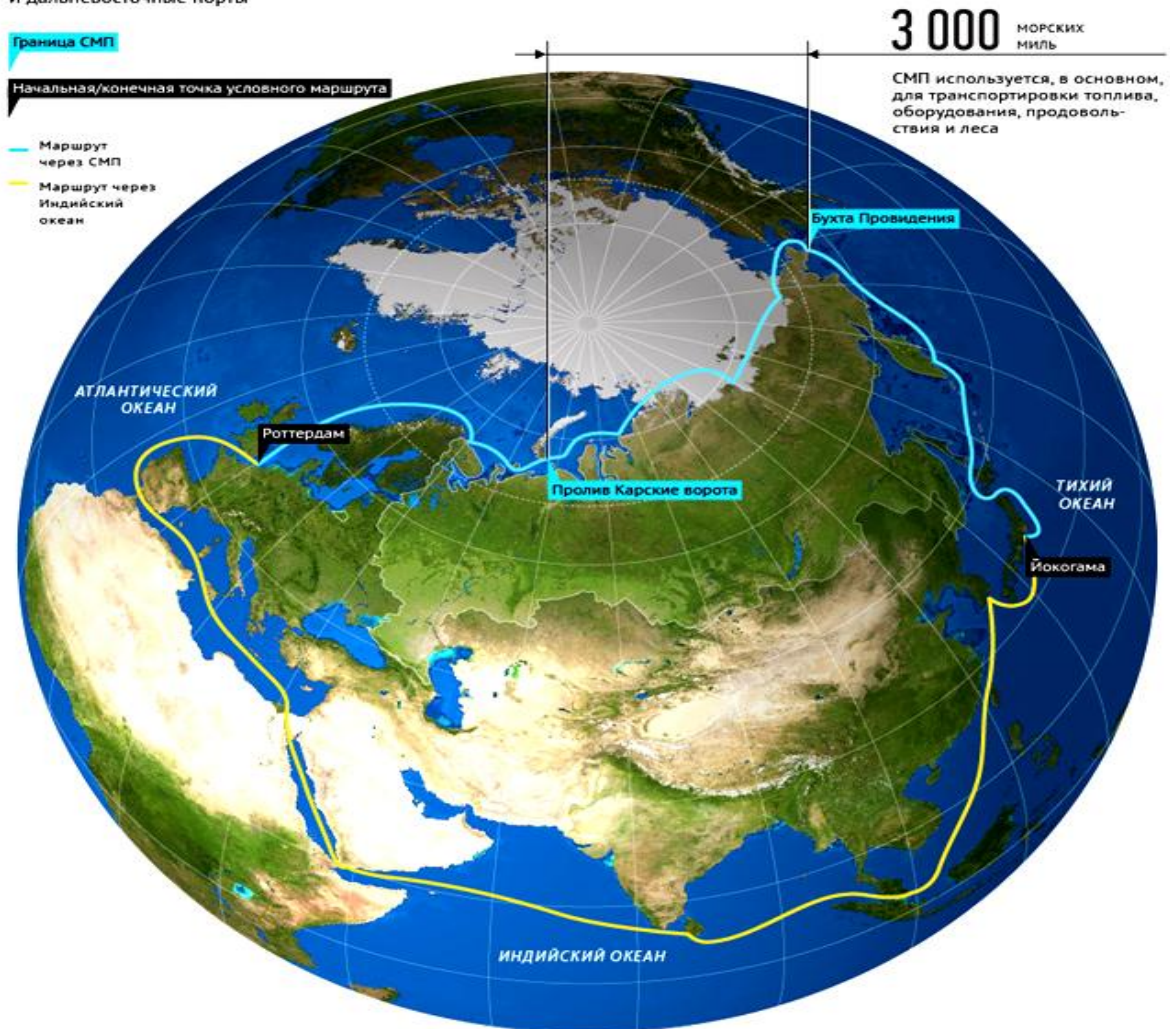 и дальневосточные порты
Граница СМП
Начальная/конечная точка условного маршрута
Маршрут
через СМП
Маршрут через
Индийский
океан
3 000 МОРСКИХ
МИЛЬ
СМП используется, в основном,
для транспортировки топлива,
оборудования, продоволь-
ствия и леса
Бухта Провидения
АТЛАНТИЧЕСКИЙ
ОКЕАН
Роттердам
Пролив Карские ворота
ТИХИЙ
ОКЕАН
Йокогама
ИНДИЙСКИЙ ОКЕАН